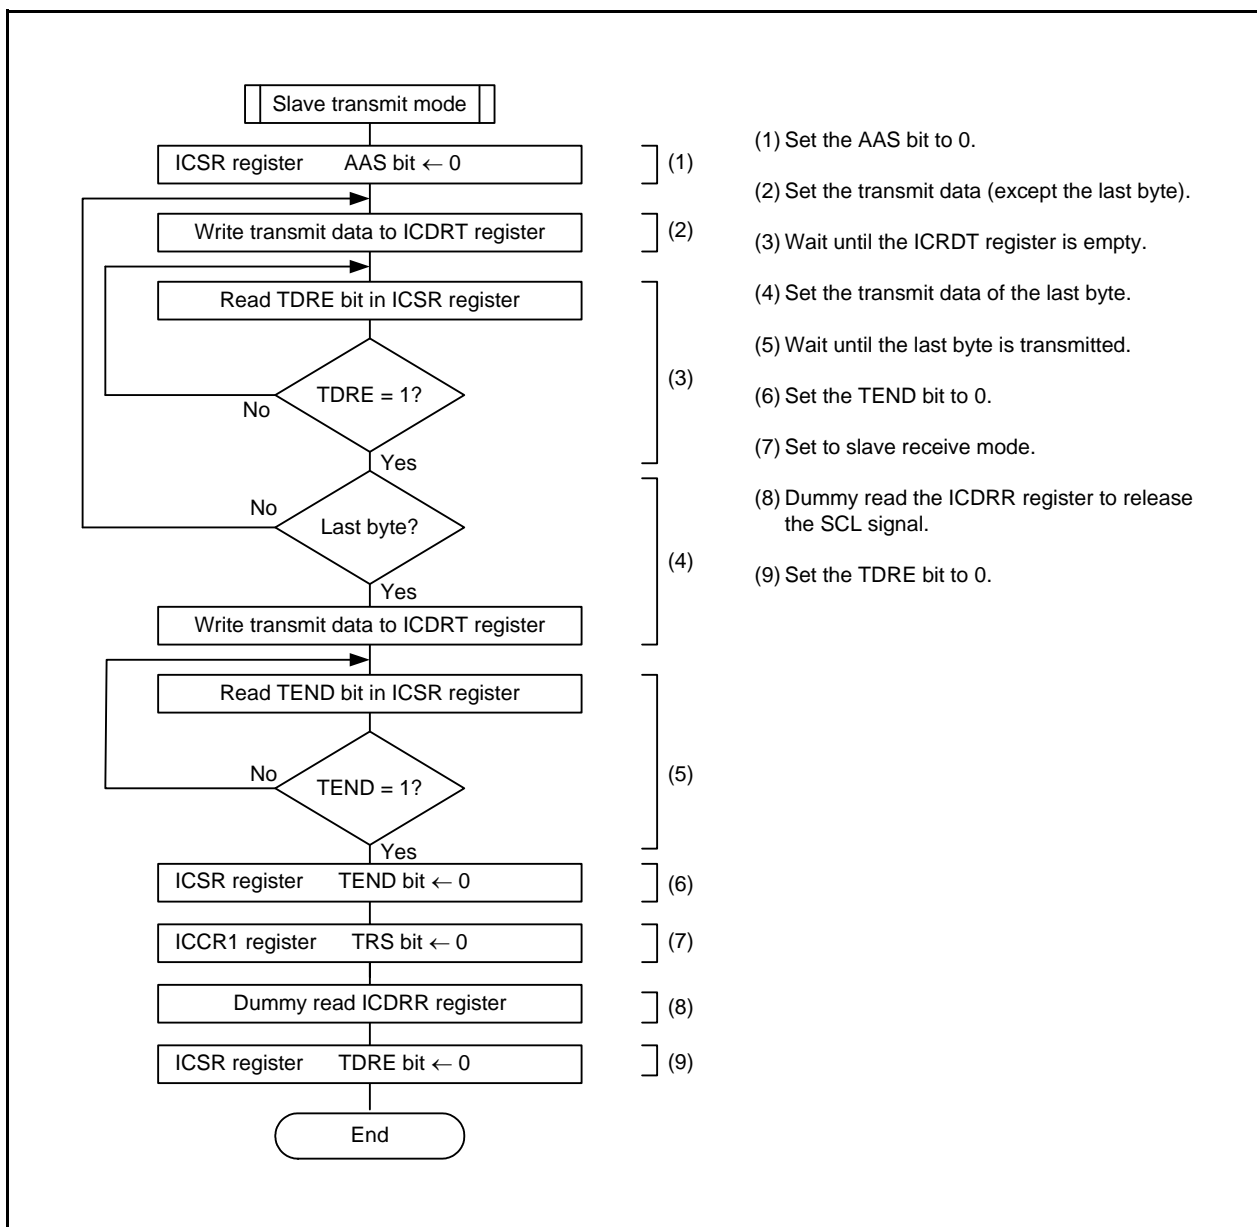 Slave transmit mode
ICSR register AAS bit ← 0
(1)
Write transmit data to ICDRT register
(2)
Read TDRE bit in ICSR register
TDRE = 1?
No
Yes
(3)
No
Last byte?
Yes
(4)
Write transmit data to ICDRT register
Read TEND bit in ICSR register
No
TEND = 1?
(5)
Yes
ICSR register TEND bit ← 0
(6)
ICCR1 register TRS bit ← 0
(7)
Dummy read ICDRR register
(8)
ICSR register TDRE bit ← 0
(9)
End
(1) Set the AAS bit to 0.
(2) Set the transmit data (except the last byte).
(3) Wait until the ICRDT register is empty.
(4) Set the transmit data of the last byte.
(5) Wait until the last byte is transmitted.
(6) Set the TEND bit to 0.
(7) Set to slave receive mode.
(8) Dummy read the ICDRR register to release
the SCL signal.
(9) Set the TDRE bit to 0.